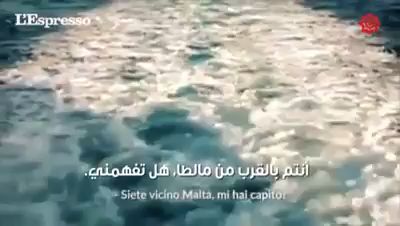 L'Espresso
أنتم بالقرب من مالطا، هل تفهمني.
- Siete vicino Malta, mi hai capito?